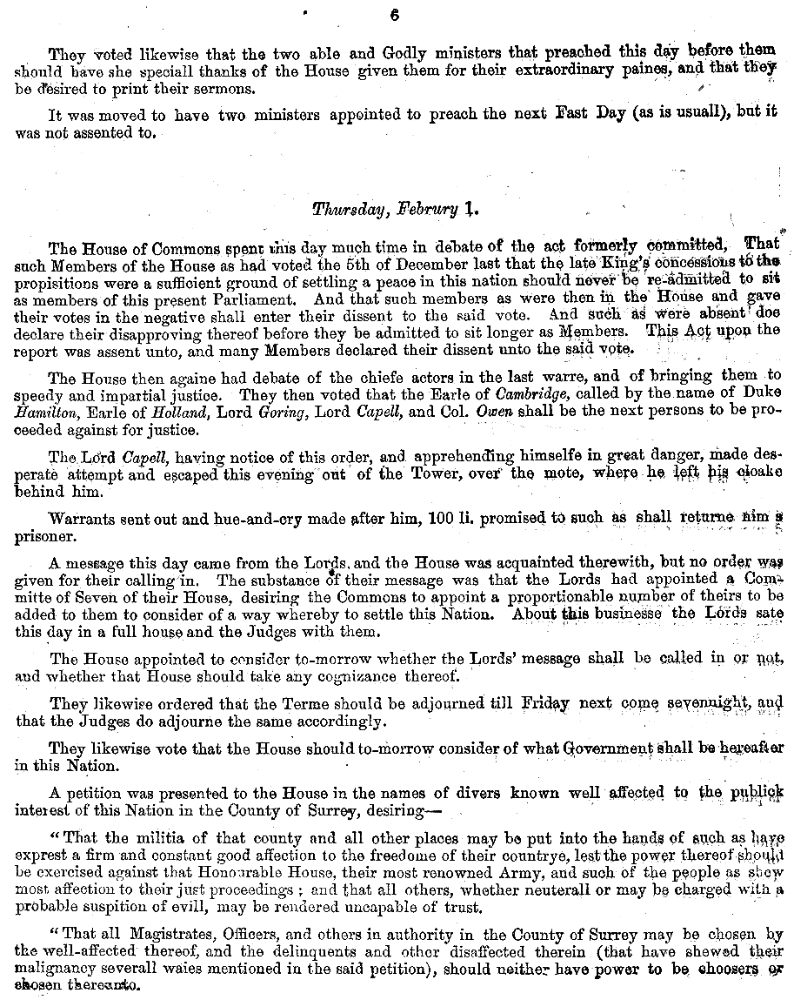 6
They voted likewise that the two able and Godly ministers that preached this day before them
should have she speciall thanks of the House given them for their extraordinary paines, and that they
be desired to print their sermons.
It was moved to have two ministers appointed to preach the next Fast Day (as is usuall), but it
was not assented to.
Thursday, Februry 1.
The House of Commons spent this day much time in debate of the act formerly committed, That
such Members of the House as had voted the 5th of December last that the late King's concessions to the
propisitions were a sufficient ground of settling a peace in this nation should never be re-admitted to sit
as members of this present Parliament. And that such members as were then in the House and gave
their votes in the negative shall enter their dissent to the said vote. And such as were absent doe
declare their disapproving thereof before they be admitted to sit longer as Members. This Act upon the
report was assent unto, and many Members declared their dissent unto the said vote.
The House then againe had debate of the chiefe actors in the last warre, and of bringing them to
speedy and impartial justice. They then voted that the Earle of Cambridge, called by the name of Duke
Hamilton, Earle of Holland, Lord Goring, Lord Capell, and Col. Owen shall be the next persons to be pro-
ceeded against for justice.
The Lord Capell, having notice of this order, and apprehending himselfe in great danger, made des-
perate attempt and escaped this evening out of the Tower, over the mote, where he left his cloake
behind him.
Warrants sent out and hue-and-cry made after him, 100 li. promised to such as shall returne him a
prisoner.
A message this day came from the Lords, and the House was acquainted therewith, but no order was
given for their calling in. The substance of their message was that the Lords had appointed a Com-
mitte of Seven of their House, desiring the Commons to appoint a proportionable number of theirs to be
added to them to consider of a way whereby to settle this Nation. About this businesse the Lords sate
this day in a full house and the Judges with them.
The House appointed to consider to-morrow whether the Lords' message shall be called in or not,
and whether that House should take any cognizance thereof.
They likewise ordered that the Terme should be adjourned till Friday next come sevennight, and
that the Judges do adjourne the same accordingly.
They likewise vote that the House should to-morrow consider of what Government shall be hereafter
in this Nation.
A petition was presented to the House in the names of divers known well affected to the publick
interest of this Nation in the County of Surrey, desiring—
"That the militia of that county and all other places may be put into the hands of such as have
exprest a firm and constant good affection to the freedome of their countrye, lest the power thereof should
be exercised against that Honourable House, their most renowned Army, and such of the people as shew
most affection to their just proceedings; and that all others, whether neuterall or may be charged with a
probable suspition of evill, may be rendered uncapable of trust.
"That all Magistrates, Officers, and others in authority in the County of Surrey may be chosen by
the well-affected thereof, and the delinquents and other disaffected therein (that have shewed their
malignancy severall waies mentioned in the said petition), should neither have power to be choosers or
chosen thereunto.